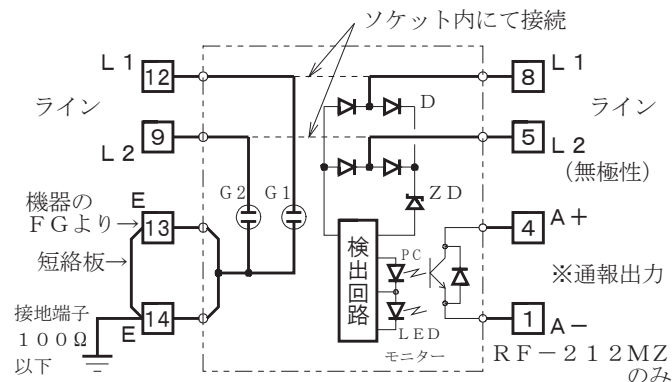 ソケット内にて接続
L1
12
8
L1
ライン
D
ライン
9
5
L2
L2
(無極性)
G2
G1
ZD
機器の
FGより
E
13
4
A+
検出回路
PC
短絡板
※通報出力
接地端子
100Ω
以下
E
14
LED
モニター
1
A−
RF−212MZ
のみ